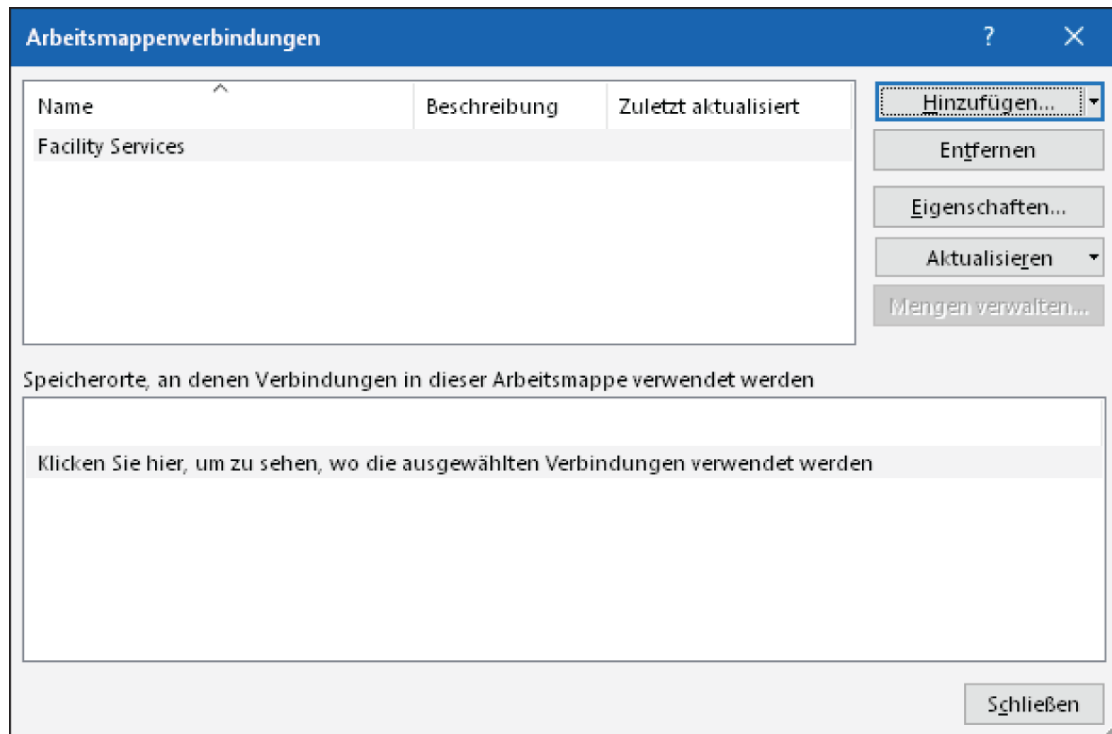 Arbeitsmappenverbindungen ?
Name Beschreibung Zuletzt aktualisiert
Facility Services
Hinzufügen...
Entfernen
Eigenschaften...
Aktualisieren
Mengen verwalten...
Speicherorte, an denen Verbindungen in dieser Arbeitsmappe verwendet werden
Klicken Sie hier, um zu sehen, wo die ausgewählten Verbindungen verwendet werden
Schließen